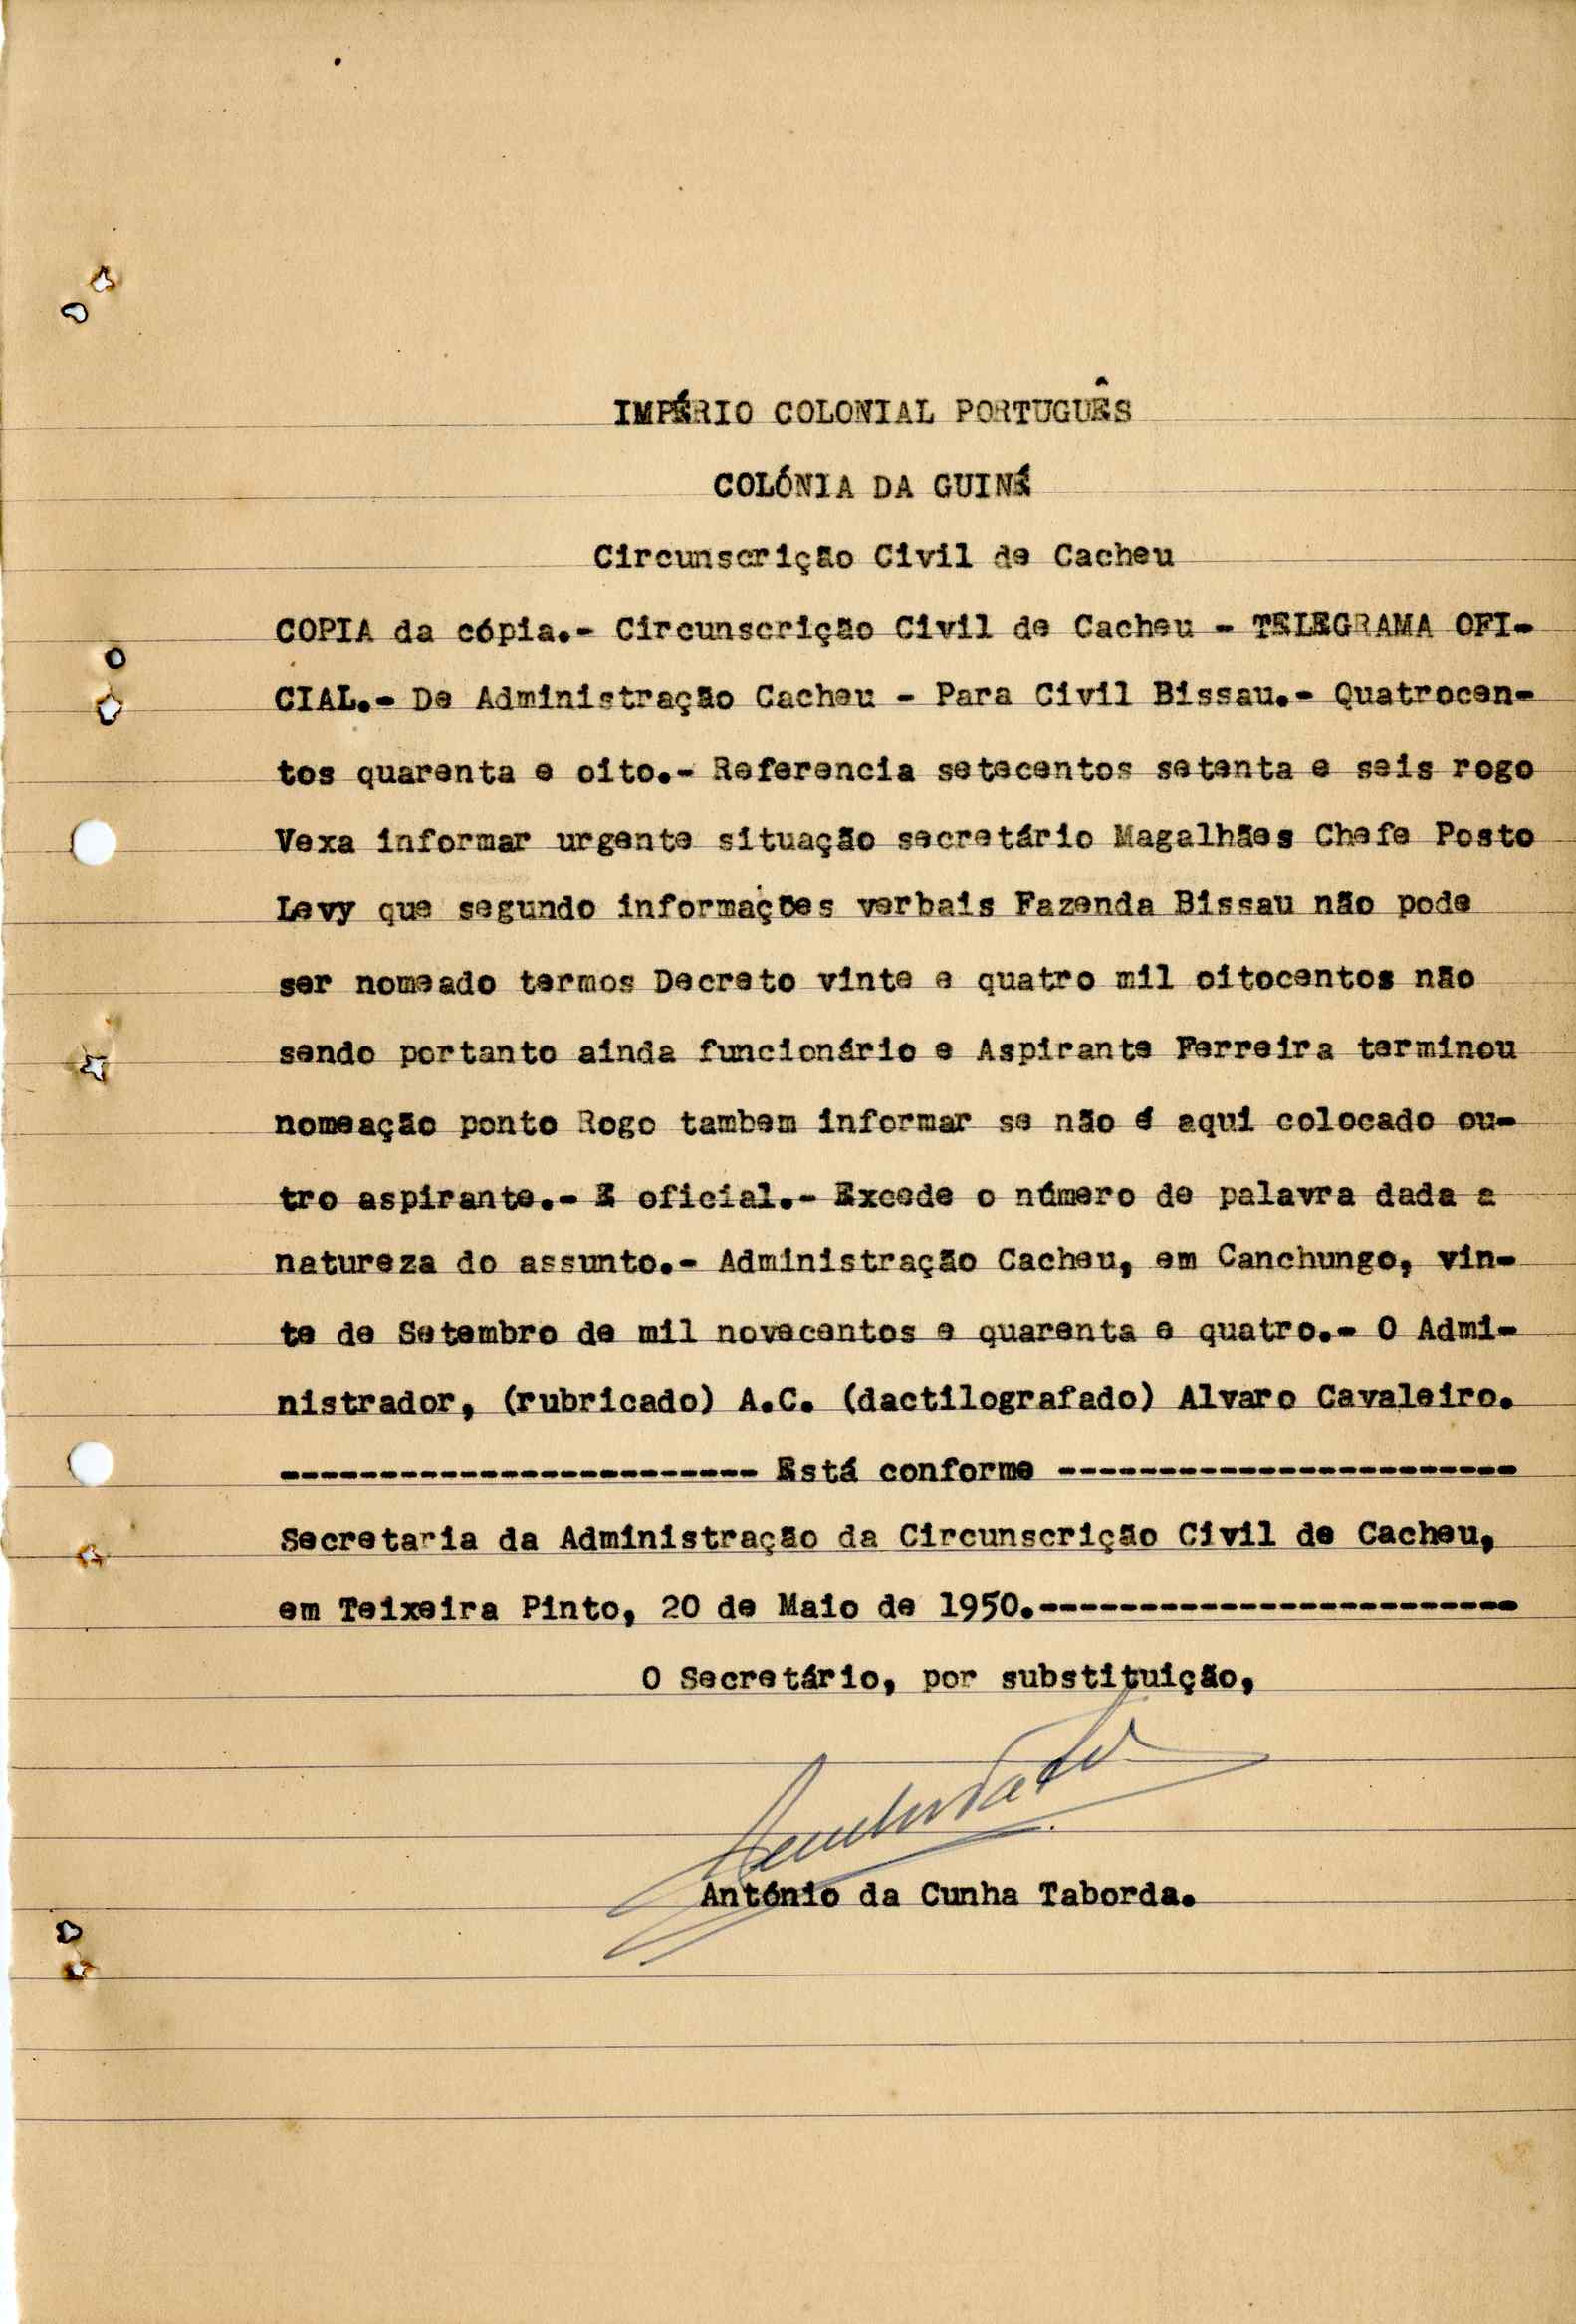 IMPÉRIO COLONIAL PORTUGUÊS
COLÓNIA DA GUINÉ
Circunscrição Civil de Cacheu
COPIA da cópia.- Circunscrição Civil de Cacheu - TELEGRAMA OFI-
CIAL.- De Administração Cacheu - Para Civil Bissau.- Quatrocen-
tos quarenta e oito.- Referencia setecentos setenta e seis rogo
Vexa informar urgente situação secretário Magalhães Chefe Posto
Levy que segundo informações verbais Fazenda Bissau não pode
ser nomeado termos Decreto vinte e quatro mil oitocentos não
sendo portanto ainda funcionário e Aspirante Ferreira terminou
nomeação ponto Rogo tambem informar se não é aqui colocado ou-
tro aspirante.- É oficial.- Excede o número de palavra dada a
natureza do assunto.- Administração Cacheu, em Canchungo, vin-
te de Setembro de mil novecentos e quarenta e quatro.- O Admi-
nistrador, (rubricado) A.C. (dactilografado) Alvaro Cavaleiro.
------------------------ Está conforme -----------------------
Secretaria da Administração da Circunscrição Civil de Cacheu,
em Teixeira Pinto, 20 de Maio de 1950.------------------------
O Secretário, por substituição,
António da Cunha Taborda.